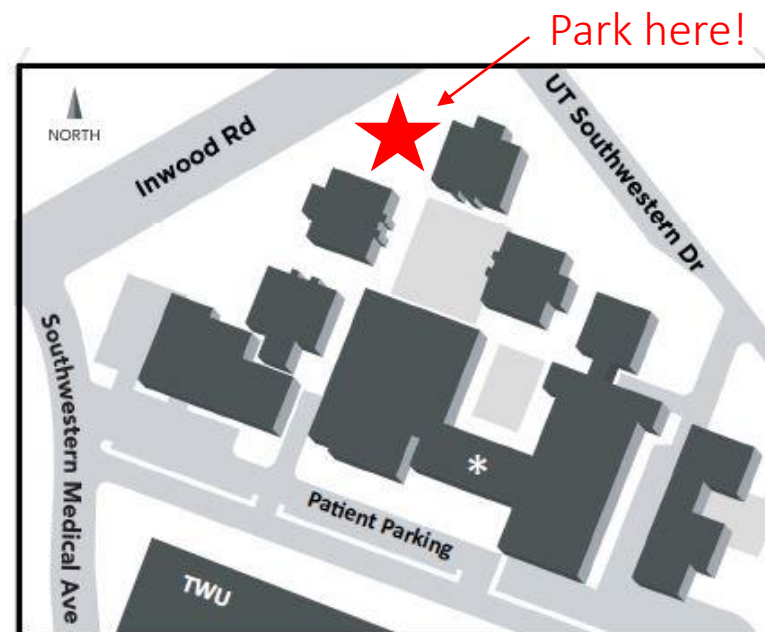 Park here!
NORTH
Inwood Rd
UT Southwestern Dr
Southwestern Medical Ave
*
Patient Parking
TWU